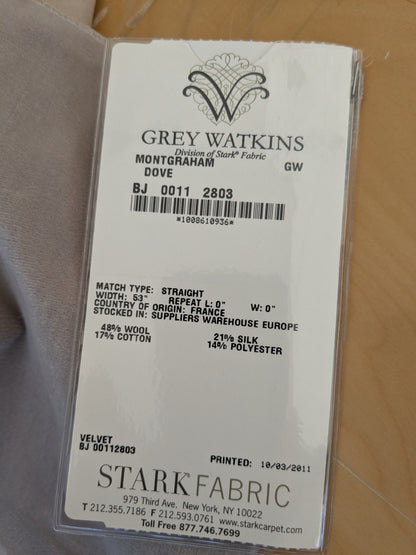 GREY WATKINS
Division of Stark® Fabric
MONTGRAHAM GW
DOVE
BJ 0011 2803
*1008610936*
MATCH TYPE: STRAIGHT
WIDTH: 53" REPEAT L: 0" W: 0"
COUNTRY OF ORIGIN: FRANCE
STOCKED IN: SUPPLIERS WAREHOUSE EUROPE
48% WOOL 21% SILK
17% COTTON 14% POLYESTER
VELVET
BJ 00112803
PRINTED: 10/03/2011
STARK FABRIC
979 Third Ave. New York, NY 10022
T 212.355.7186 F 212.593.0761 www.starkcarpet.com
Toll Free 877.746.7699